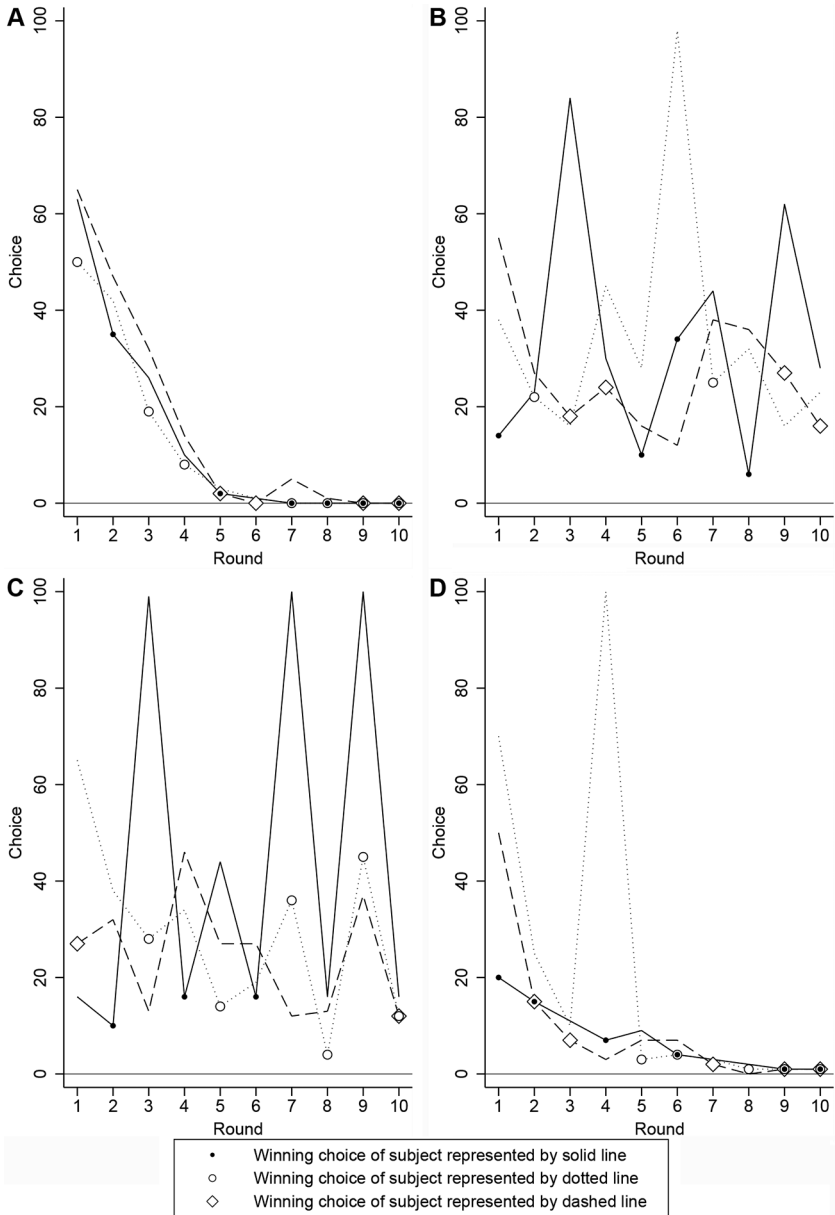 A
B
100
80
60
40
20
0
Choice
1 2 3 4 5 6 7 8 9 10
Round
100
80
60
40
20
0
Choice
1 2 3 4 5 6 7 8 9 10
Round
C
D
100
80
60
40
20
0
Choice
1 2 3 4 5 6 7 8 9 10
Round
100
80
60
40
20
0
Choice
1 2 3 4 5 6 7 8 9 10
Round
Winning choice of subject represented by solid line
Winning choice of subject represented by dotted line
Winning choice of subject represented by dashed line